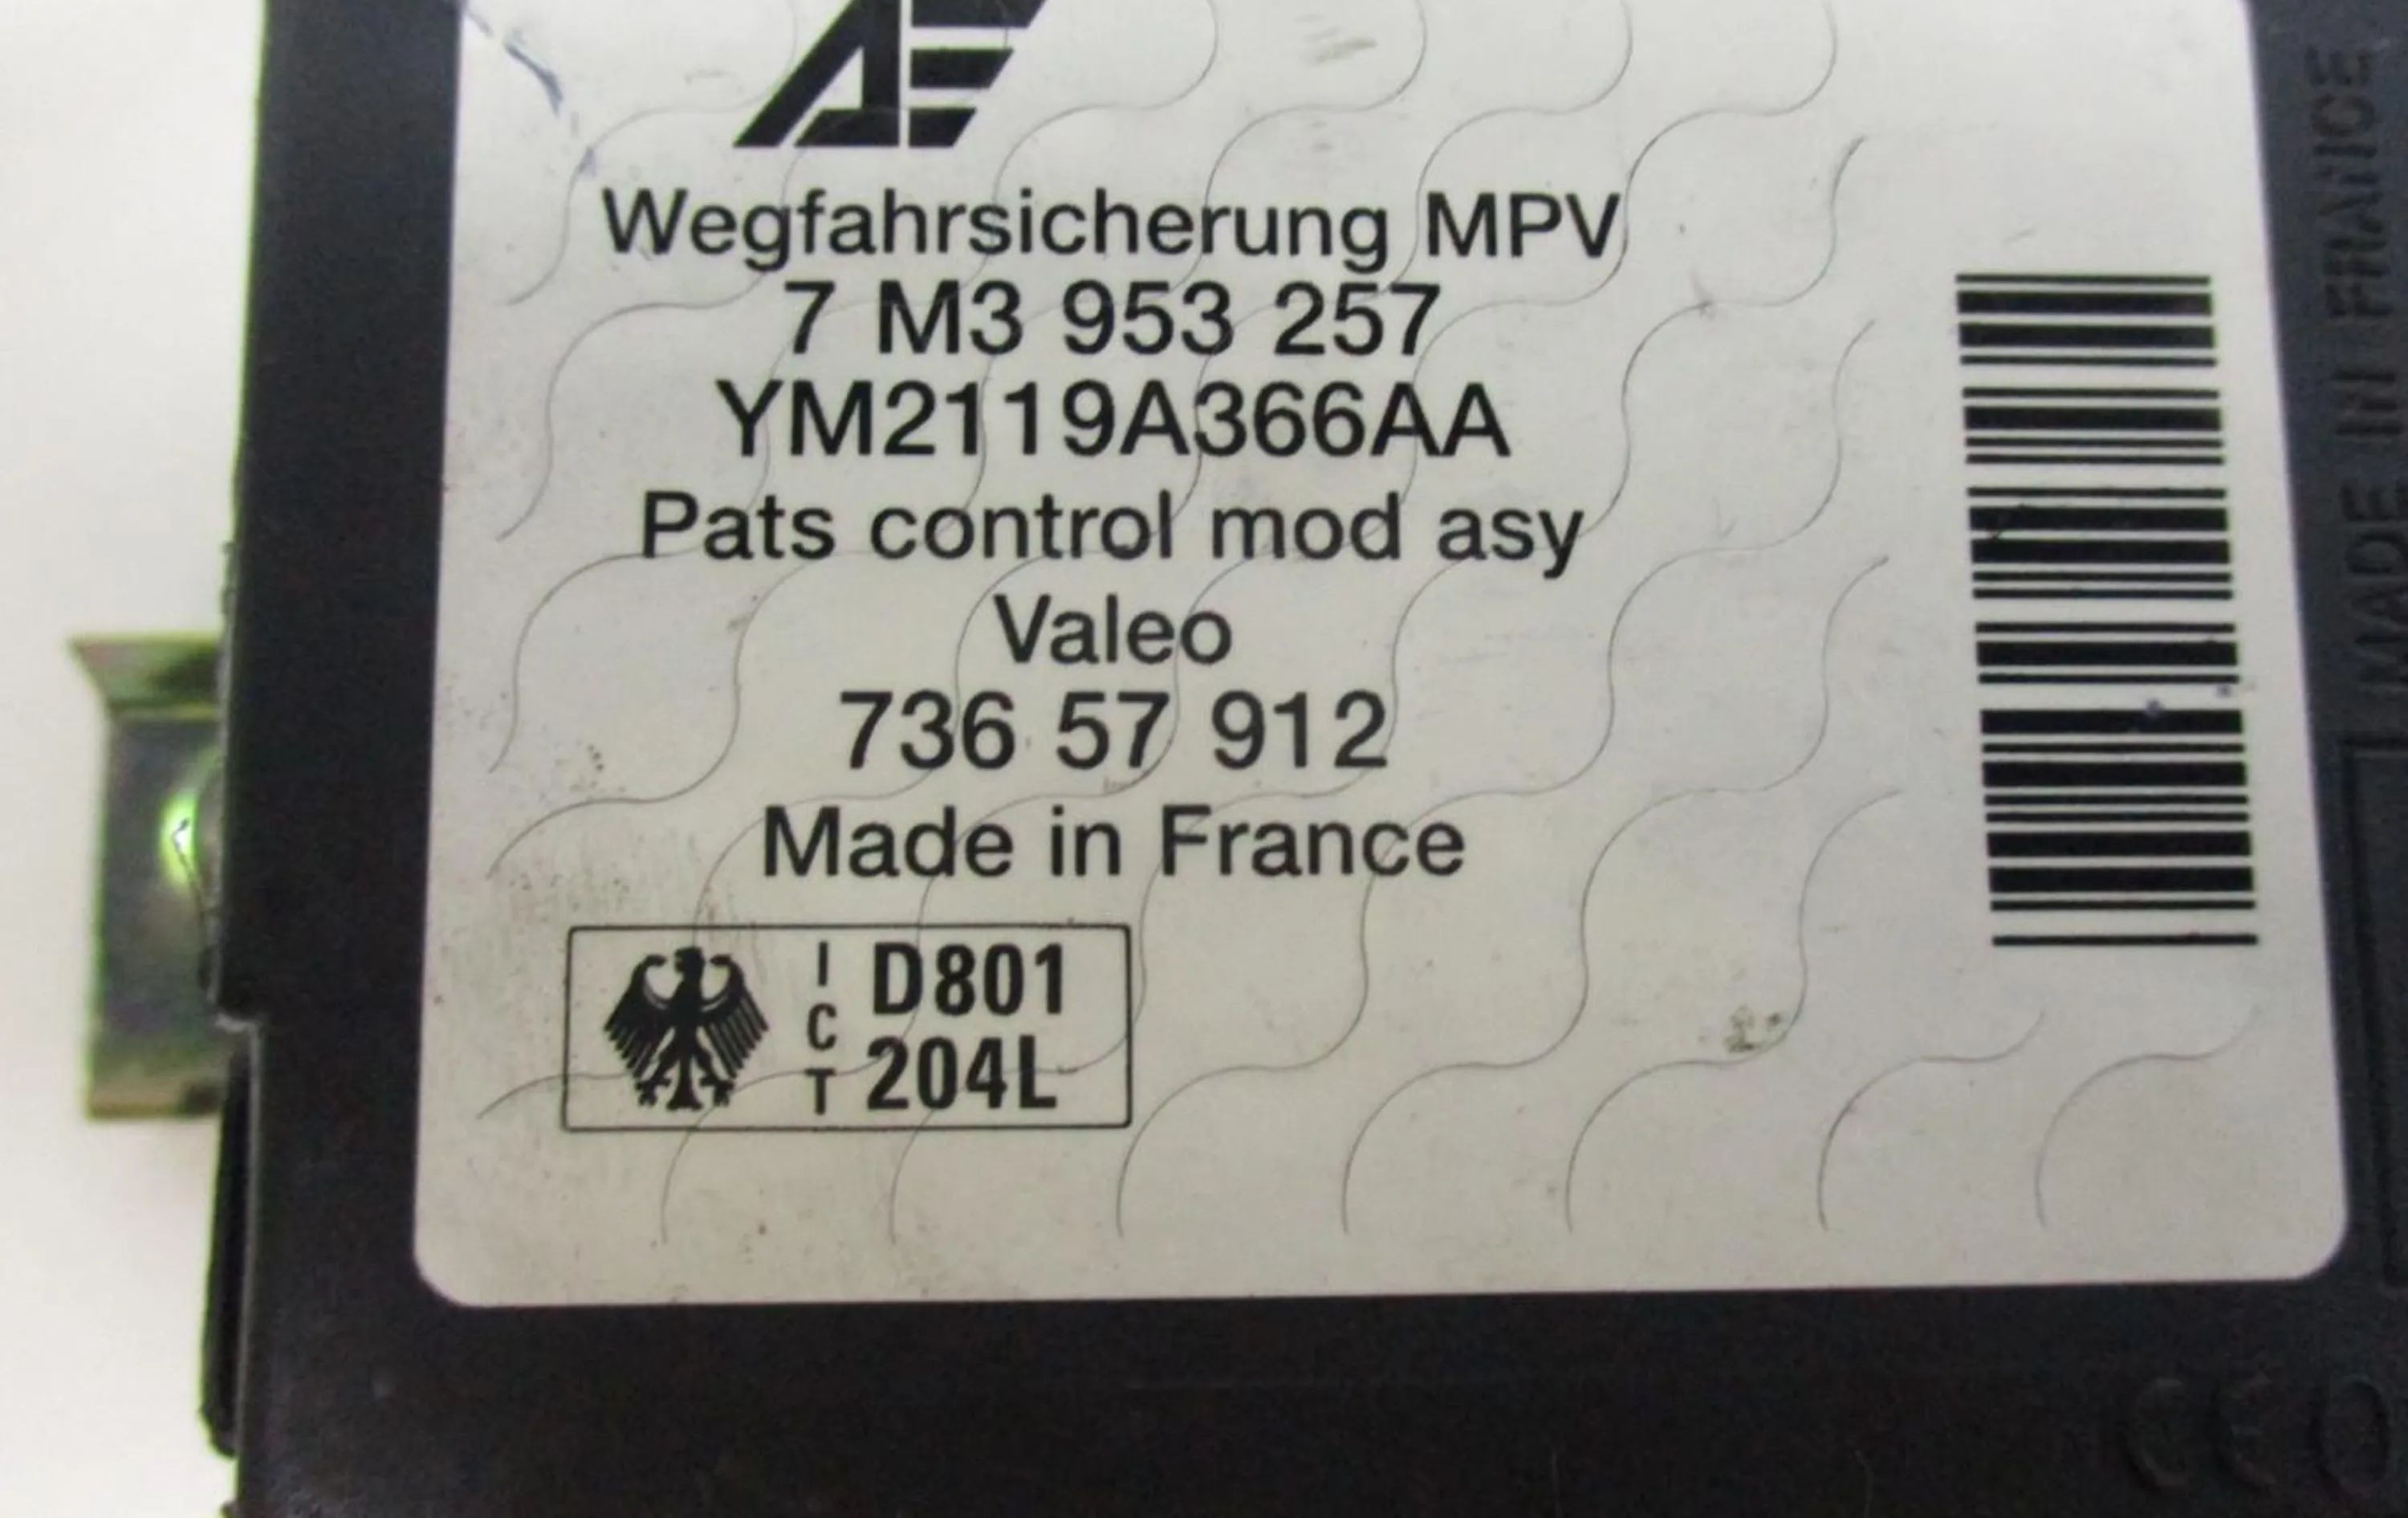 AE
Wegfahrsicherung MPV
7 M3 953 257
YM2119A366AA
Pats control mod asy
Valeo
736 57 912
Made in France
ICT
D801
204L
MADE IN FRANCE